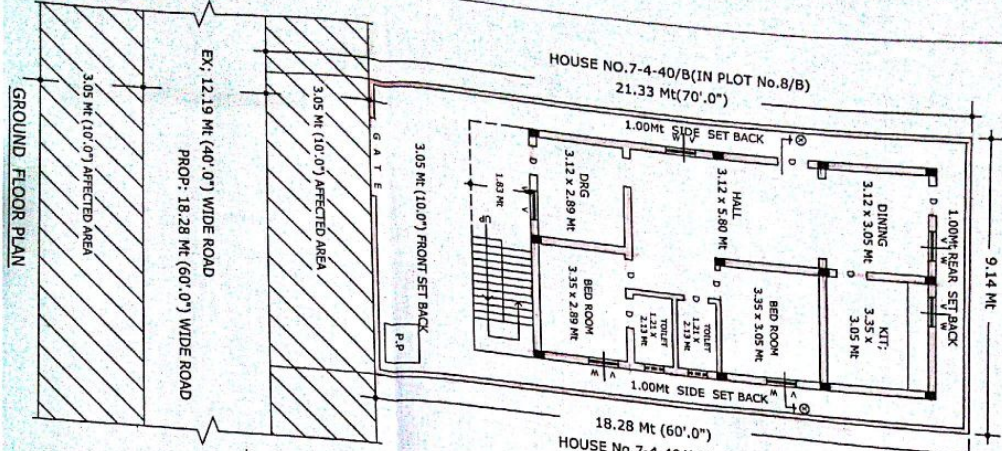 HOUSE NO.7-4-40/B(IN PLOT No.8/B)
21.33 Mt(70'.0")
1.00Mt SIDE SET BACK
9.14 Mt
1.00Mt REAR SET BACK
DINING
3.12 x 3.05 Mt
KIT;
3.35 x
3.05 Mt
HALL
3.12 x 5.80 Mt
BED ROOM
3.35 x 3.05 Mt
TOILET
1.21 X
2.13 Mt
TOILET
1.21 X
2.13 Mt
DRG
3.12 x 2.89 Mt
BED ROOM
3.35 x 2.89 Mt
1.83 Mt
UP
D
D
D
D
D
D
D
D
W V
V
V
W
V
W
V
W
V
W
3.05 Mt (10.0") FRONT SET BACK
P.P
GATE
3.05 Mt (10'.0") AFFECTED AREA
EX; 12.19 Mt (40'.0") WIDE ROAD
PROP: 18.28 Mt (60'.0") WIDE ROAD
3.05 Mt (10'.0") AFFECTED AREA
GROUND FLOOR PLAN
1.00Mt SIDE SET BACK
18.28 Mt (60'.0")